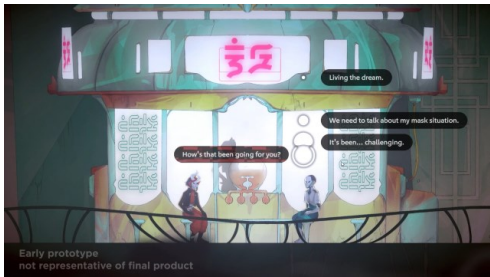 Living the dream.
We need to talk about my mask situation.
It's been... challenging.
How's that been going for you?
Early prototype
not representative of final product